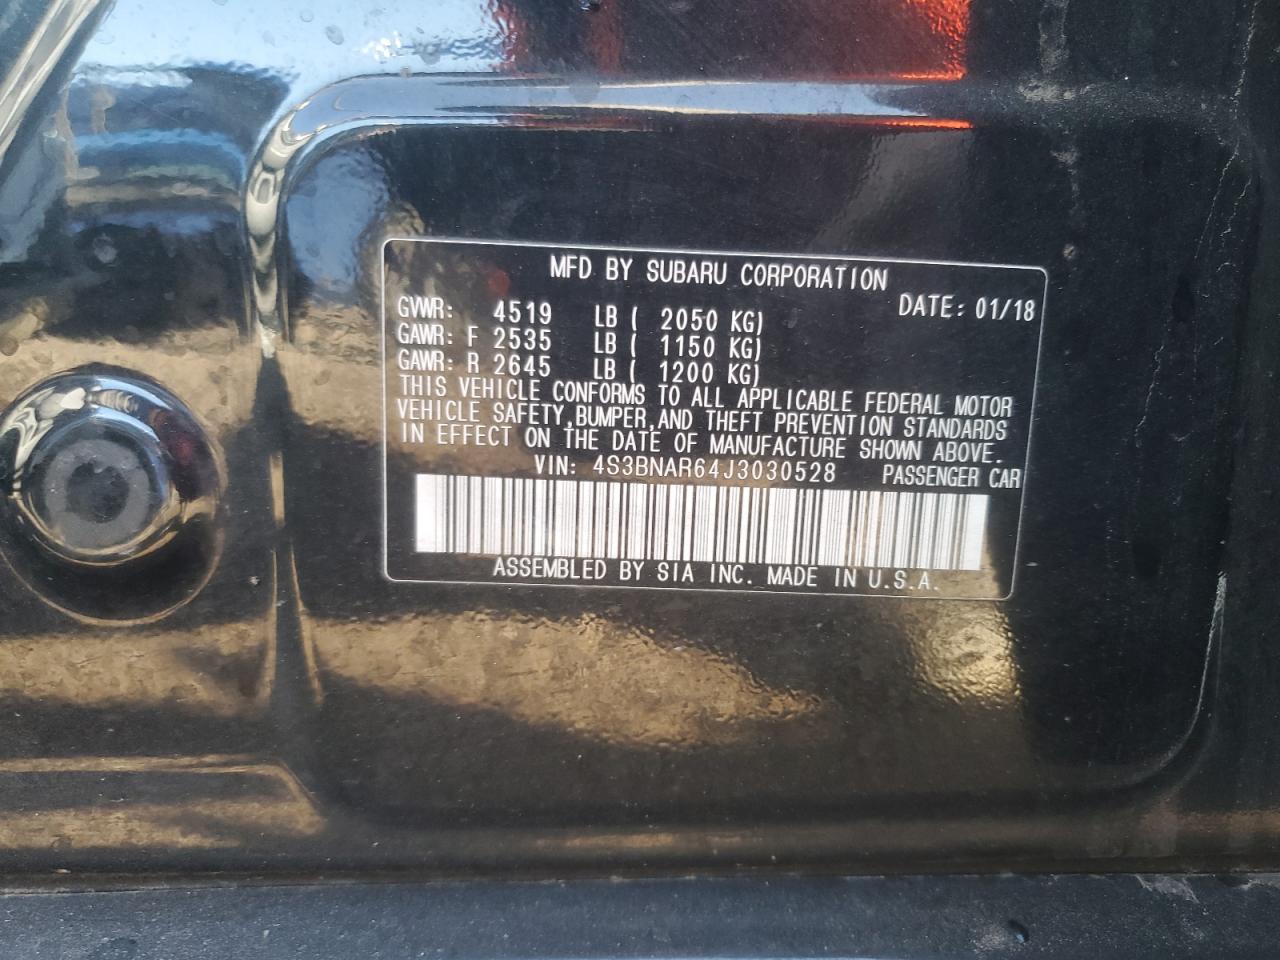 MFD BY SUBARU CORPORATION
DATE: 01/18
GVWR: 4519 LB ( 2050 KG)
GAWR: F 2535 LB ( 1150 KG)
GAWR: R 2645 LB ( 1200 KG)
THIS VEHICLE CONFORMS TO ALL APPLICABLE FEDERAL MOTOR
VEHICLE SAFETY,BUMPER,AND THEFT PREVENTION STANDARDS
IN EFFECT ON THE DATE OF MANUFACTURE SHOWN ABOVE.
VIN: 4S3BNAR64J3030528 PASSENGER CAR
ASSEMBLED BY SIA INC. MADE IN U.S.A.